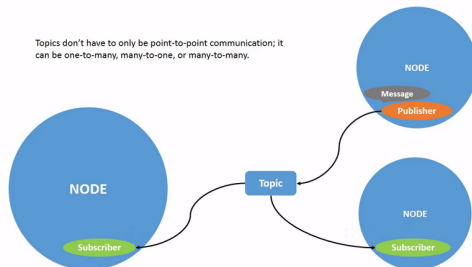 Topics don't have to only be point-to-point communication; it
can be one-to-many, many-to-one, or many-to-many.
NODE
Message
Publisher
NODE
Topic
NODE
Subscriber
Subscriber